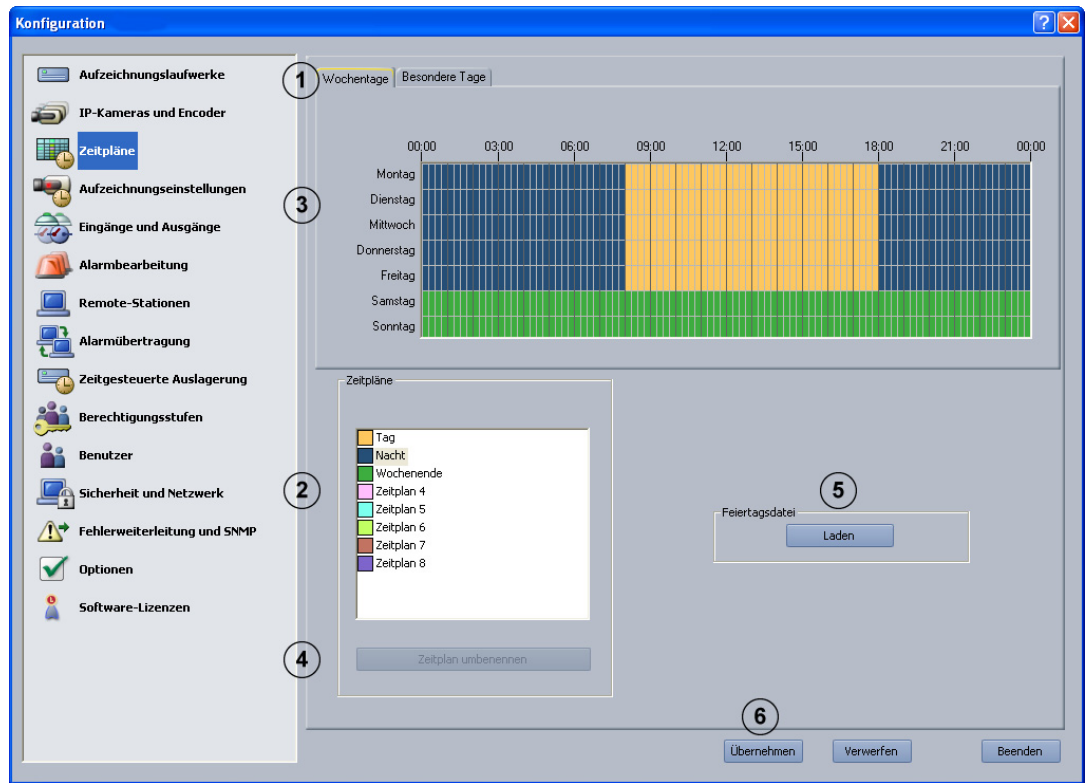 Konfiguration
Aufzeichnungslaufwerke
IP-Kameras und Encoder
Zeitpläne
Aufzeichnungseinstellungen
Eingänge und Ausgänge
Alarmbearbeitung
Remote-Stationen
Alarmübertragung
Zeitgesteuerte Auslagerung
Berechtigungsstufen
Benutzer
Sicherheit und Netzwerk
Fehlerweiterleitung und SNMP
Optionen
Software-Lizenzen
1
Wochentage Besondere Tage
00:00 03:00 06:00 09:00 12:00 15:00 18:00 21:00 00:00
3
Montag
Dienstag
Mittwoch
Donnerstag
Freitag
Samstag
Sonntag
Zeitpläne
2
Tag
Nacht
Wochenende
Zeitplan 4
Zeitplan 5
Zeitplan 6
Zeitplan 7
Zeitplan 8
4
Zeitplan umbenennen
5
Feiertagsdatei
Laden
6
Übernehmen Verwerfen Beenden